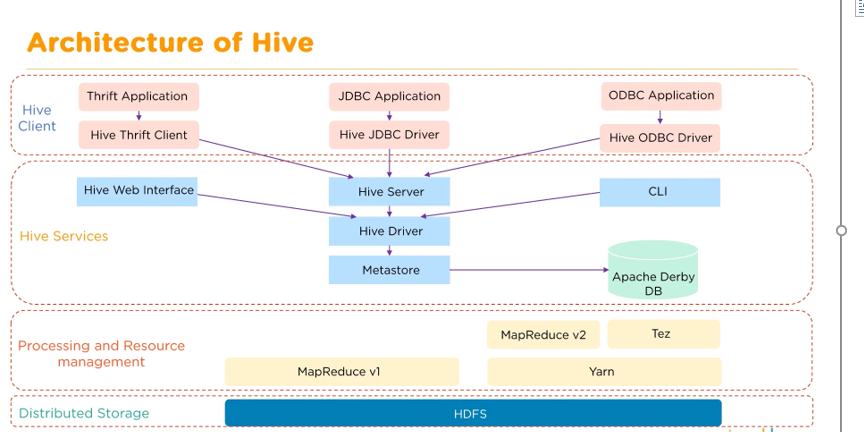 Architecture of Hive
Hive
Client
Thrift Application
JDBC Application
ODBC Application
Hive Thrift Client
Hive JDBC Driver
Hive ODBC Driver
Hive Services
Hive Web Interface
Hive Server
CLI
Hive Driver
Metastore
Apache Derby
DB
Processing and Resource
management
MapReduce v2
Tez
MapReduce v1
Yarn
Distributed Storage
HDFS